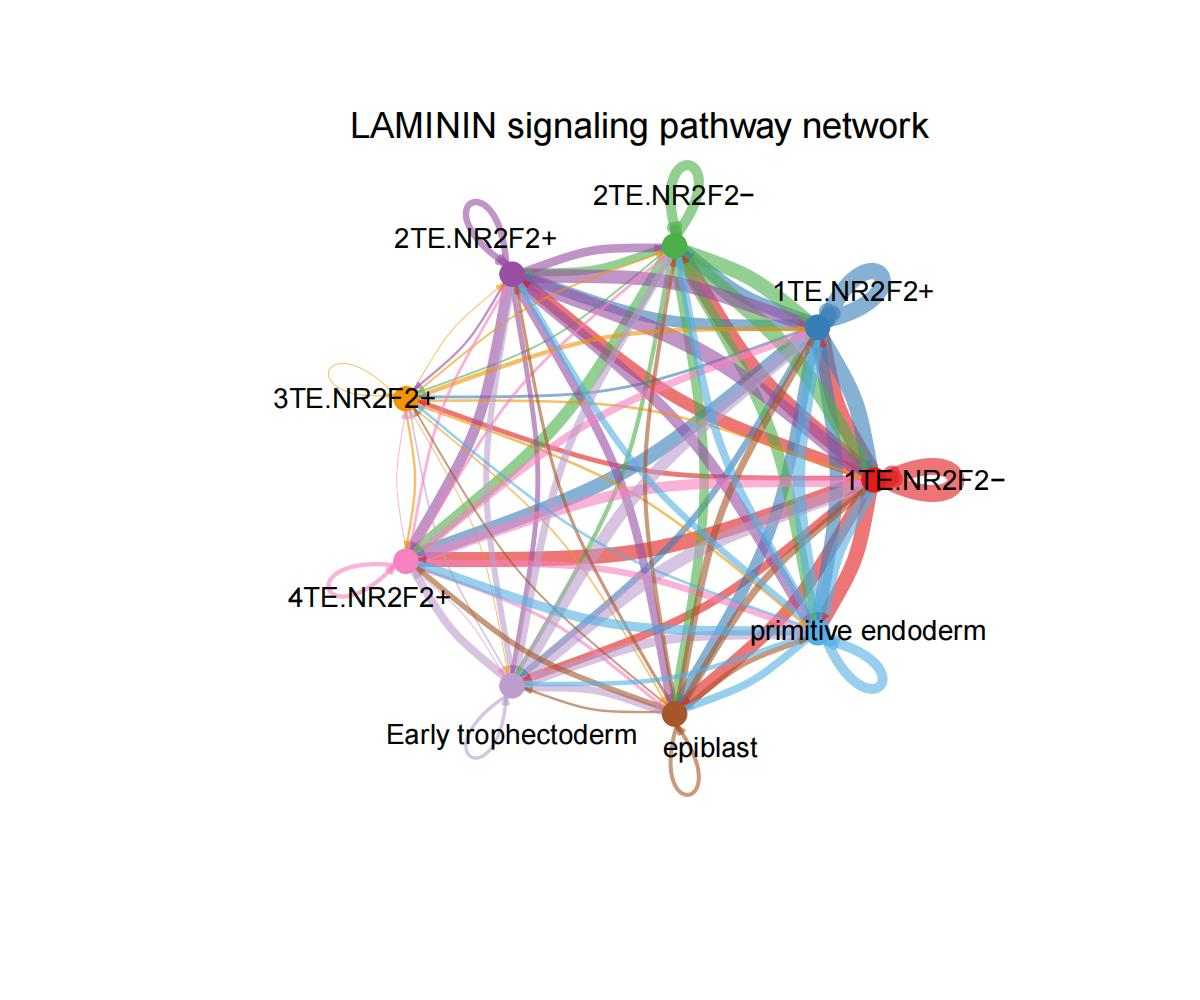 LAMININ signaling pathway network
2TE.NR2F2−
2TE.NR2F2+
1TE.NR2F2+
3TE.NR2F2+
1TE.NR2F2−
4TE.NR2F2+
primitive endoderm
Early trophectoderm
epiblast